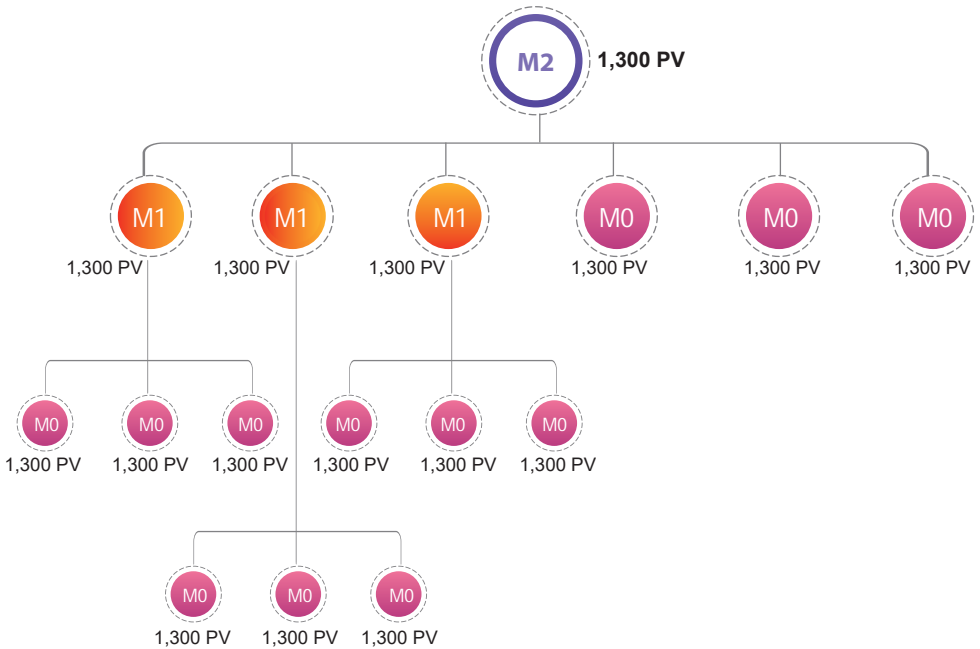 M2 1,300 PV
M1 M1 M1 M0 M0 M0
1,300 PV 1,300 PV 1,300 PV 1,300 PV 1,300 PV 1,300 PV
M0 M0 M0 M0 M0 M0
1,300 PV 1,300 PV 1,300 PV 1,300 PV 1,300 PV 1,300 PV
M0 M0 M0
1,300 PV 1,300 PV 1,300 PV